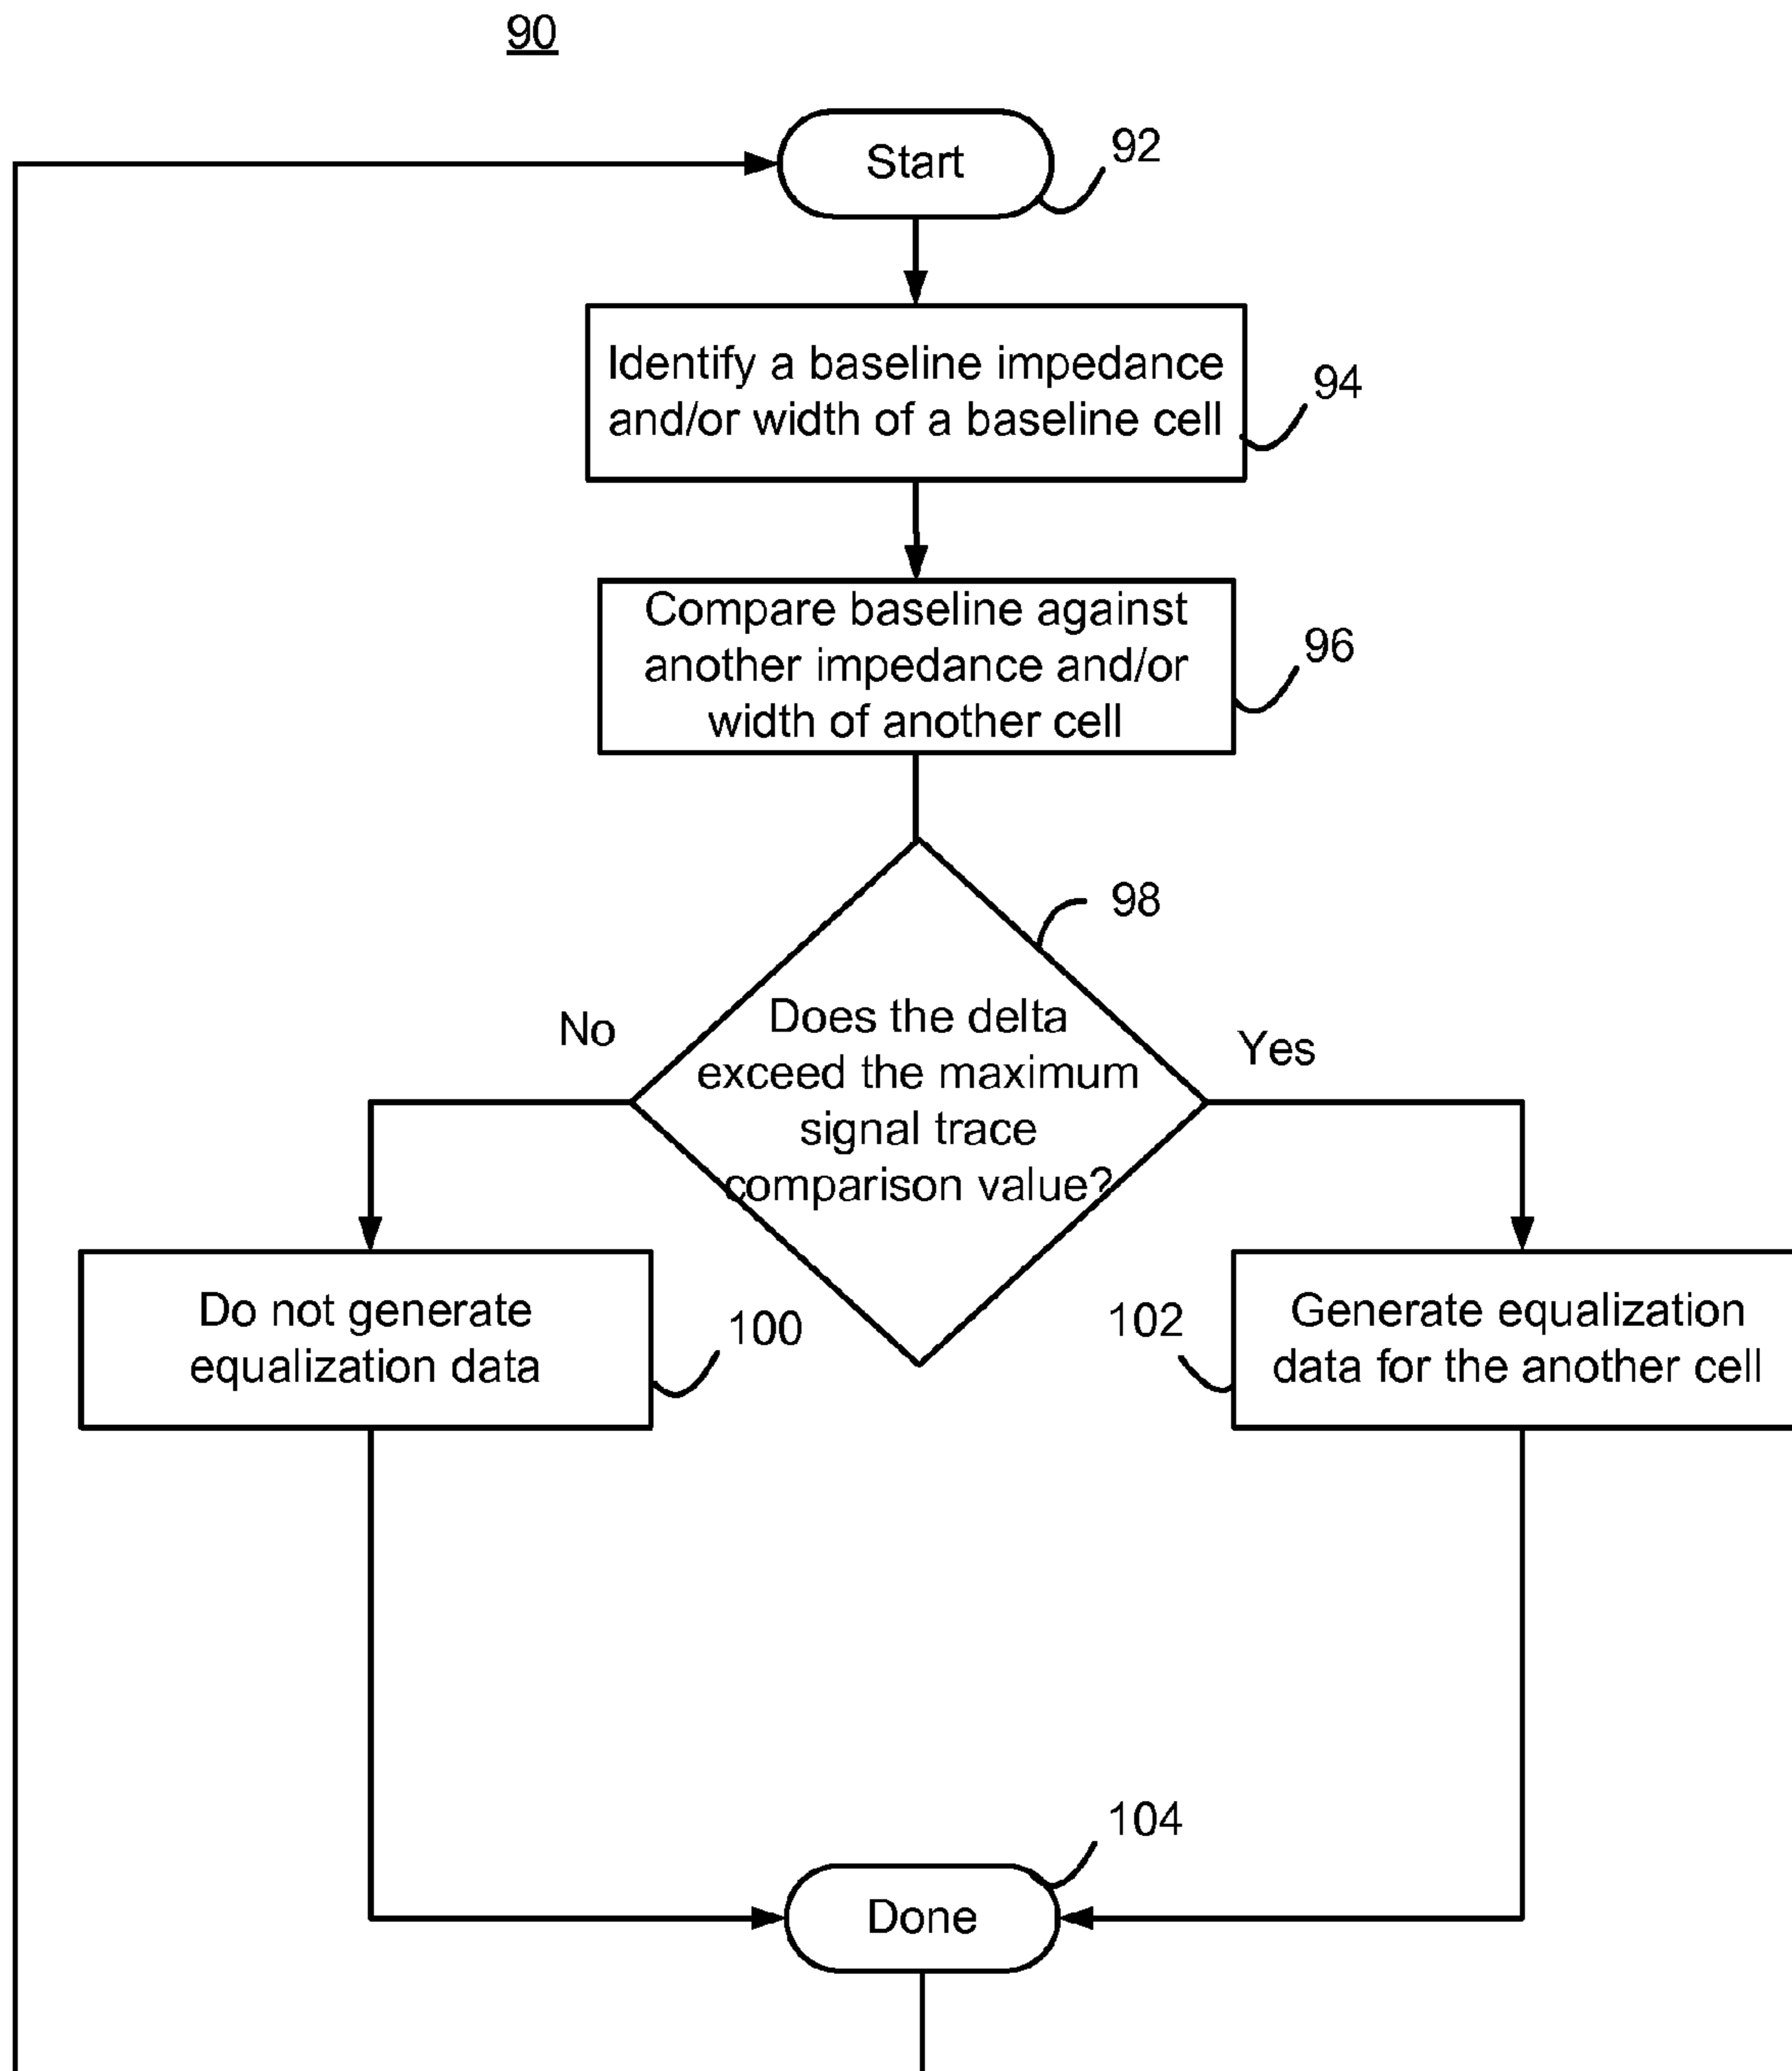 90
Start
92
Identify a baseline impedance
and/or width of a baseline cell
94
Compare baseline against
another impedance and/or
width of another cell
96
98
Does the delta
exceed the maximum
signal trace
comparison value?
No
Yes
Do not generate
equalization data
100
102
Generate equalization
data for the another cell
104
Done